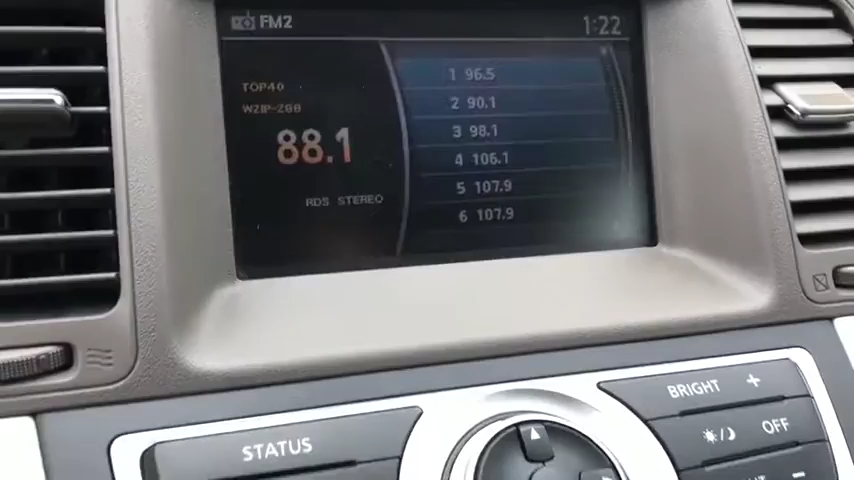 FM2
1:22
TOP40
WZIP-ZGB
88.1
RDS STEREO
1 96.5
2 90.1
3 98.1
4 106.1
5 107.9
6 107.9
STATUS
BRIGHT +
OFF
-